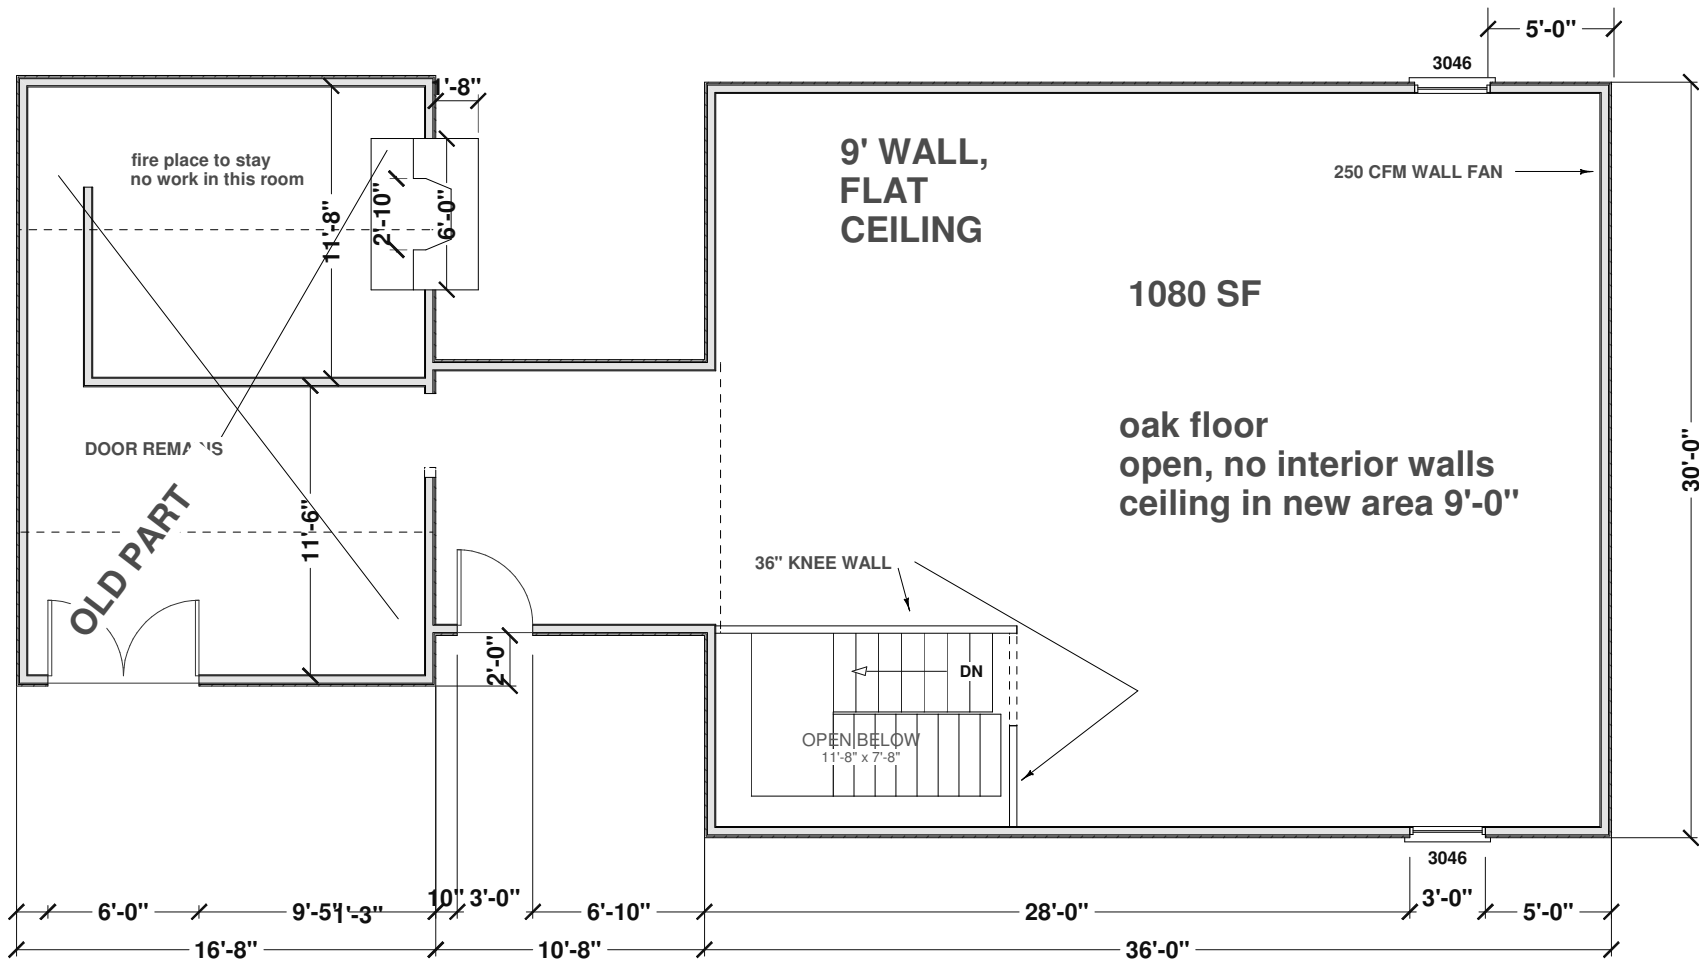 5'-0"
3046
1'-8"
9' WALL,
FLAT
CEILING
fire place to stay
no work in this room
250 CFM WALL FAN
11'-8"
2'-10"
6'-0"
1080 SF
30'-0"
oak floor
open, no interior walls
ceiling in new area 9'-0"
DOOR REMA
NS
OLD PART
11'-6"
36" KNEE WALL
2'-0"
DN
OPEN BELOW
11'-8" x 7'-8"
3046
6'-0"
9'-5"
1'-3"
10"
3'-0"
6'-10"
28'-0"
3'-0"
5'-0"
16'-8"
10'-8"
36'-0"